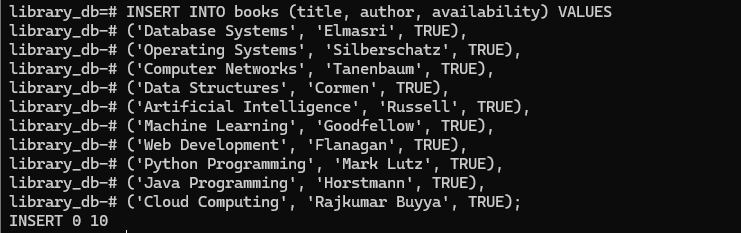 library_db=# INSERT INTO books (title, author, availability) VALUES
library_db-# ('Database Systems', 'Elmasri', TRUE),
library_db-# ('Operating Systems', 'Silberschatz', TRUE),
library_db-# ('Computer Networks', 'Tanenbaum', TRUE),
library_db-# ('Data Structures', 'Cormen', TRUE),
library_db-# ('Artificial Intelligence', 'Russell', TRUE),
library_db-# ('Machine Learning', 'Goodfellow', TRUE),
library_db-# ('Web Development', 'Flanagan', TRUE),
library_db-# ('Python Programming', 'Mark Lutz', TRUE),
library_db-# ('Java Programming', 'Horstmann', TRUE),
library_db-# ('Cloud Computing', 'Rajkumar Buyya', TRUE);
INSERT 0 10